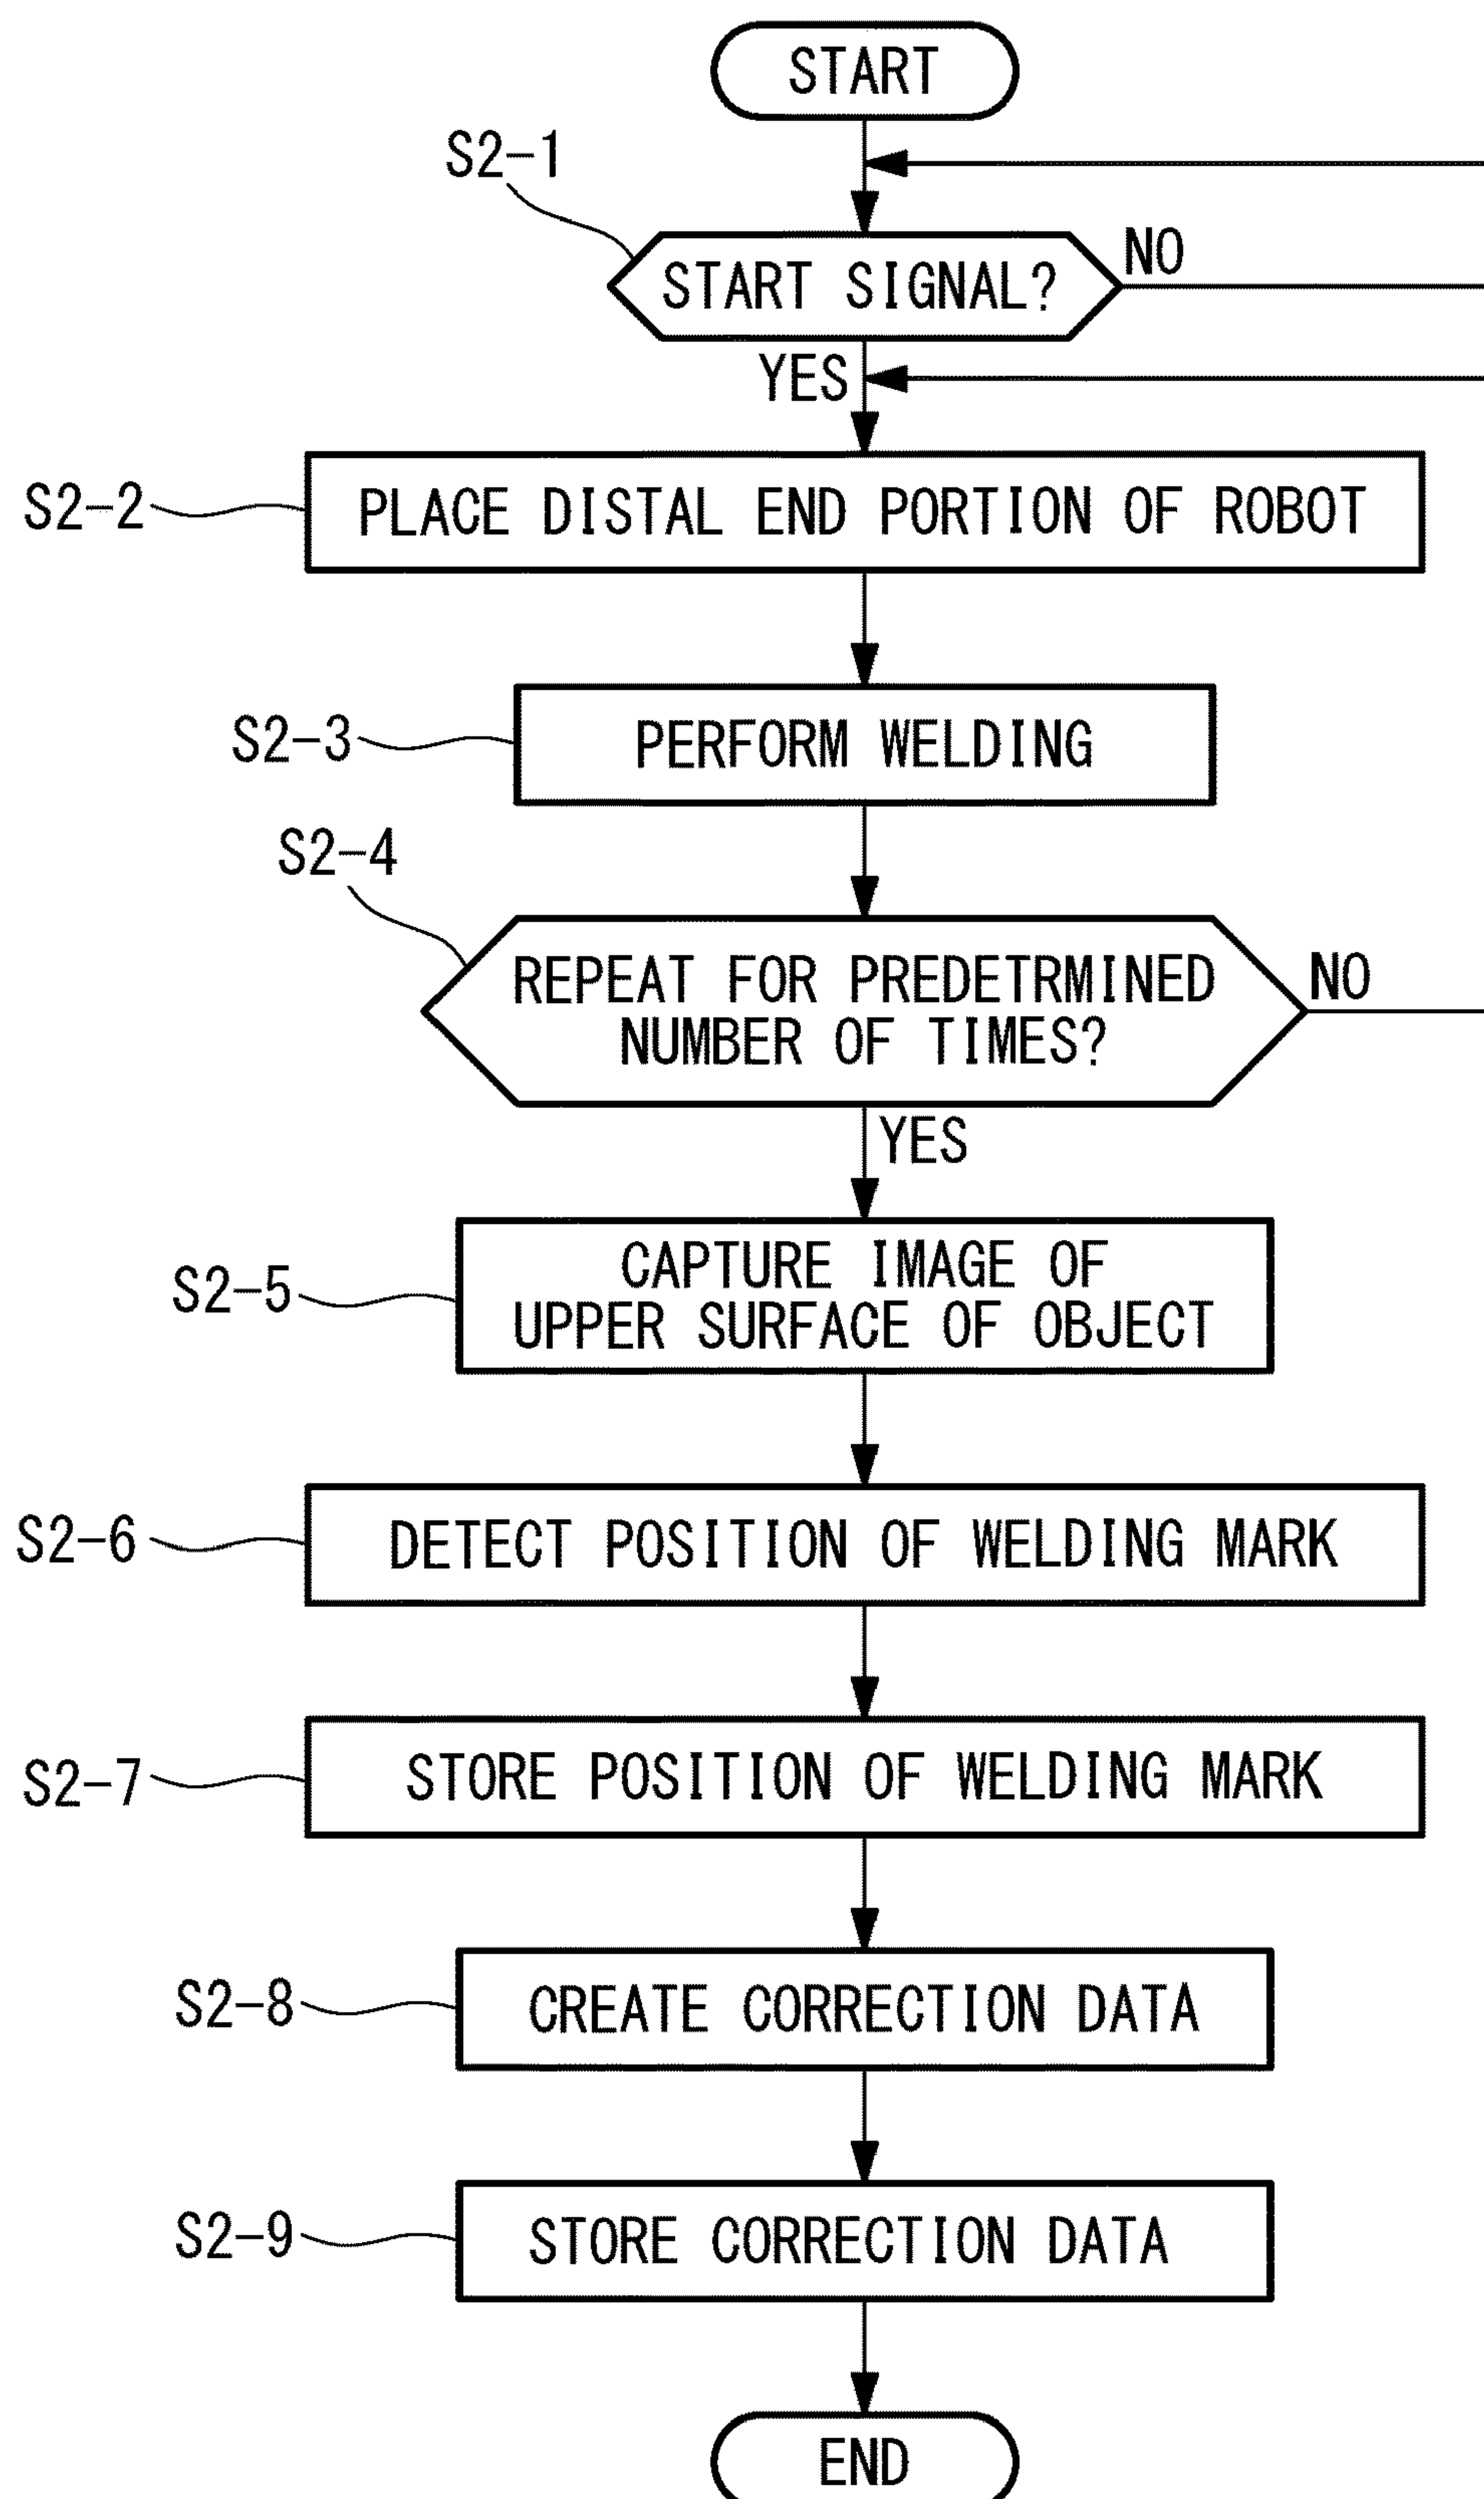 START
S2-1
START SIGNAL?
NO
YES
S2-2
PLACE DISTAL END PORTION OF ROBOT
S2-3
PERFORM WELDING
S2-4
REPEAT FOR PREDETRMINED
NUMBER OF TIMES?
NO
YES
S2-5
CAPTURE IMAGE OF
UPPER SURFACE OF OBJECT
S2-6
DETECT POSITION OF WELDING MARK
S2-7
STORE POSITION OF WELDING MARK
S2-8
CREATE CORRECTION DATA
S2-9
STORE CORRECTION DATA
END